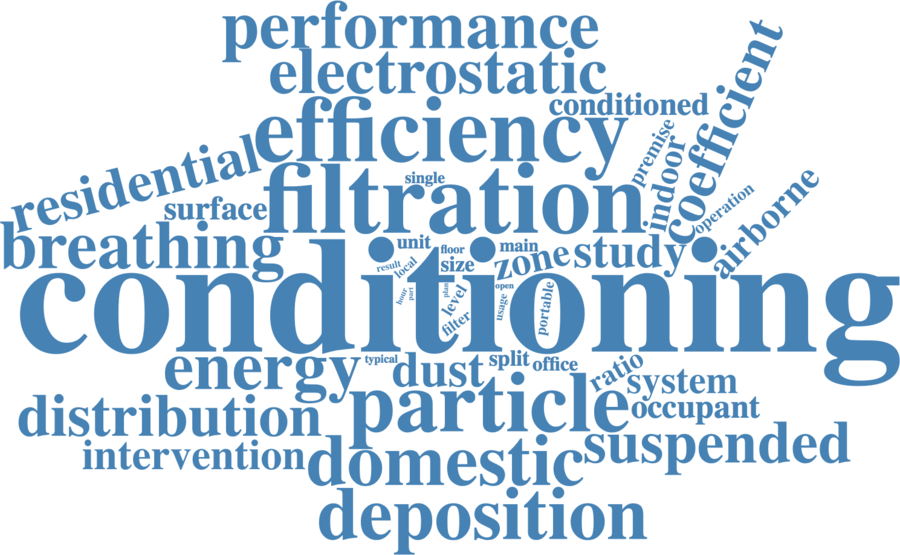 performance
electrostatic
coefficient
conditioned
efficiency
premise
residential
indoor
single
filtration
surface
operation
airborne
breathing
unit
floor
main
study
zone
size
local
result
conditioning
hour
part
plan
level
open
usage
portable
filter
energy
typical
dust
split
office
ratio
system
particle
occupant
distribution
suspended
intervention
domestic
deposition